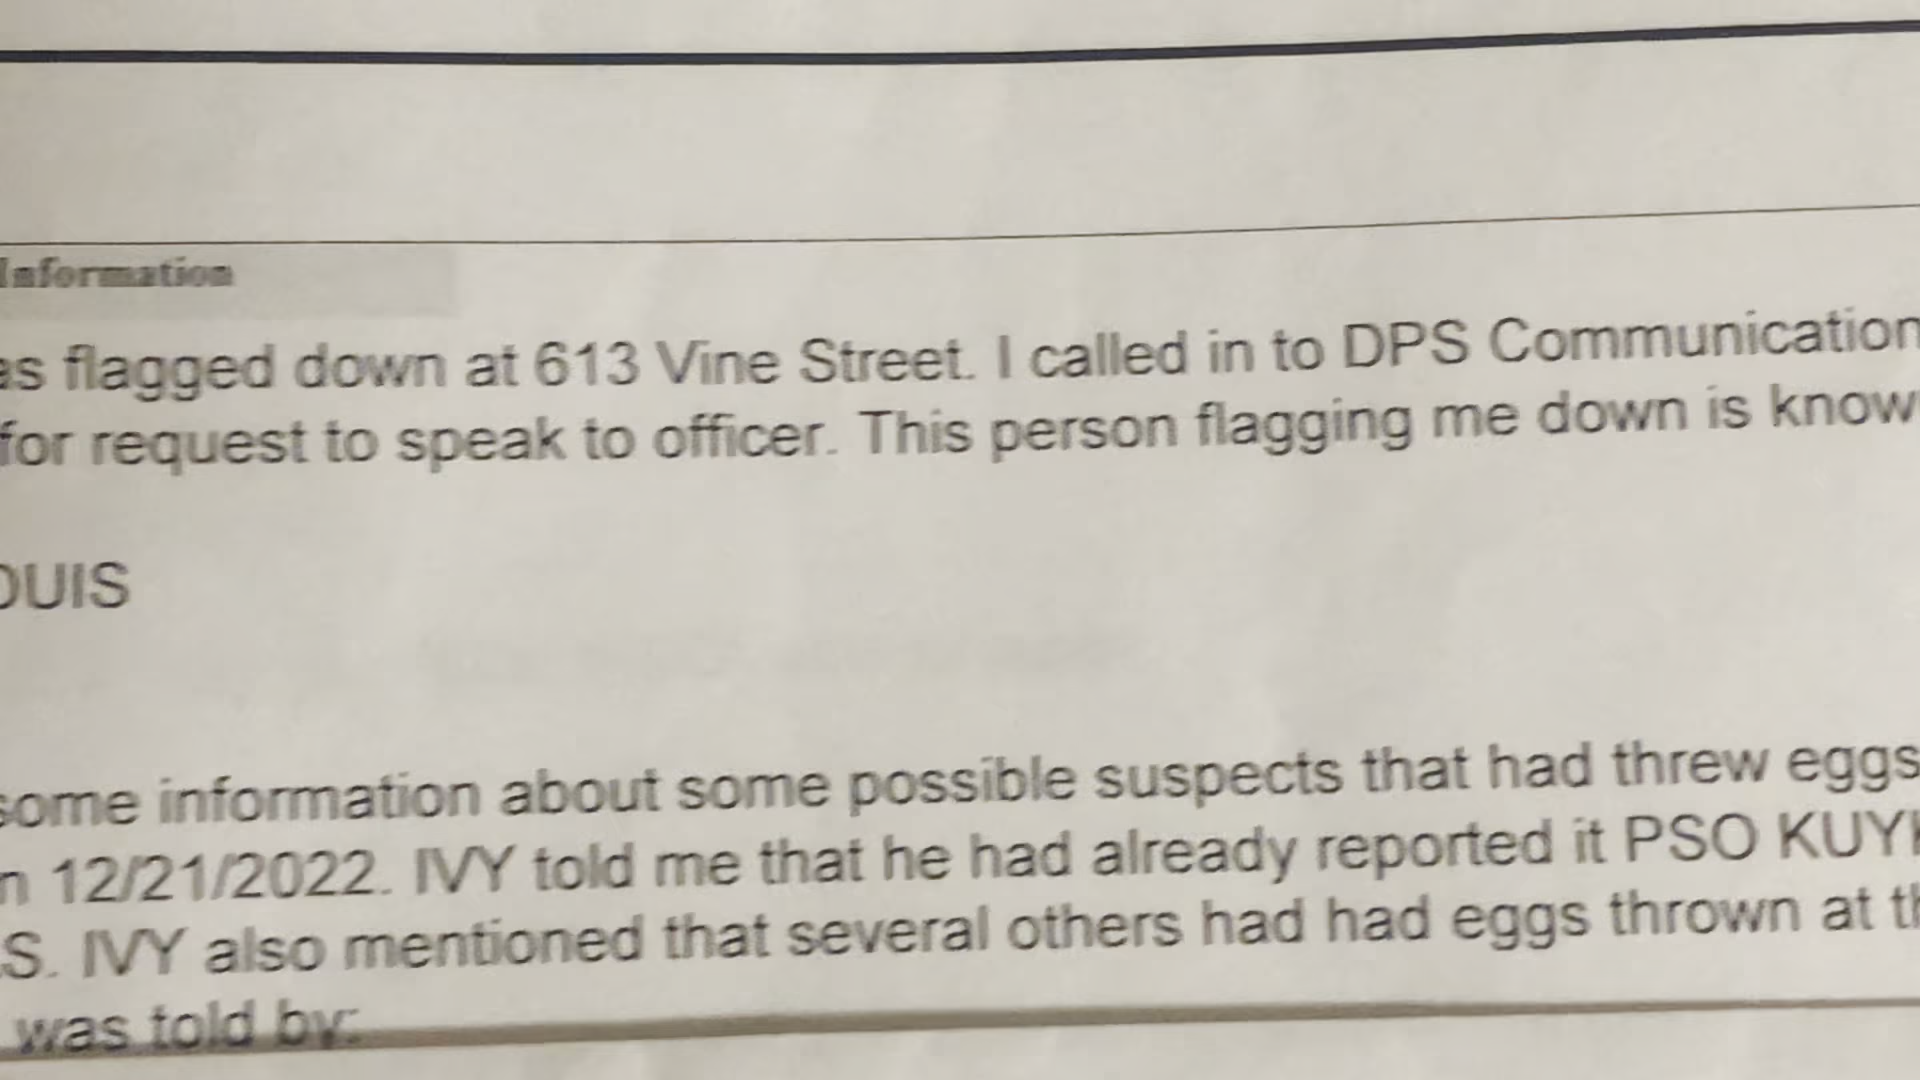 Information
as flagged down at 613 Vine Street. I called in to DPS Communication
for request to speak to officer. This person flagging me down is know
OUIS
some information about some possible suspects that had threw eggs
n 12/21/2022. IVY told me that he had already reported it PSO KUY
S. IVY also mentioned that several others had had eggs thrown at th
was told by: